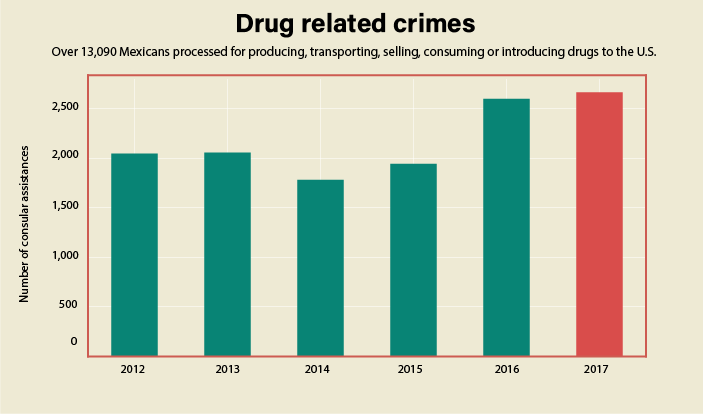 Drug related crimes
Over 13,090 Mexicans processed for producing, transporting, selling, consuming or introducing drugs to the U.S.
Number of consular assistances
2,500
2,000
1,500
1,000
500
0
2012 2013 2014 2015 2016 2017